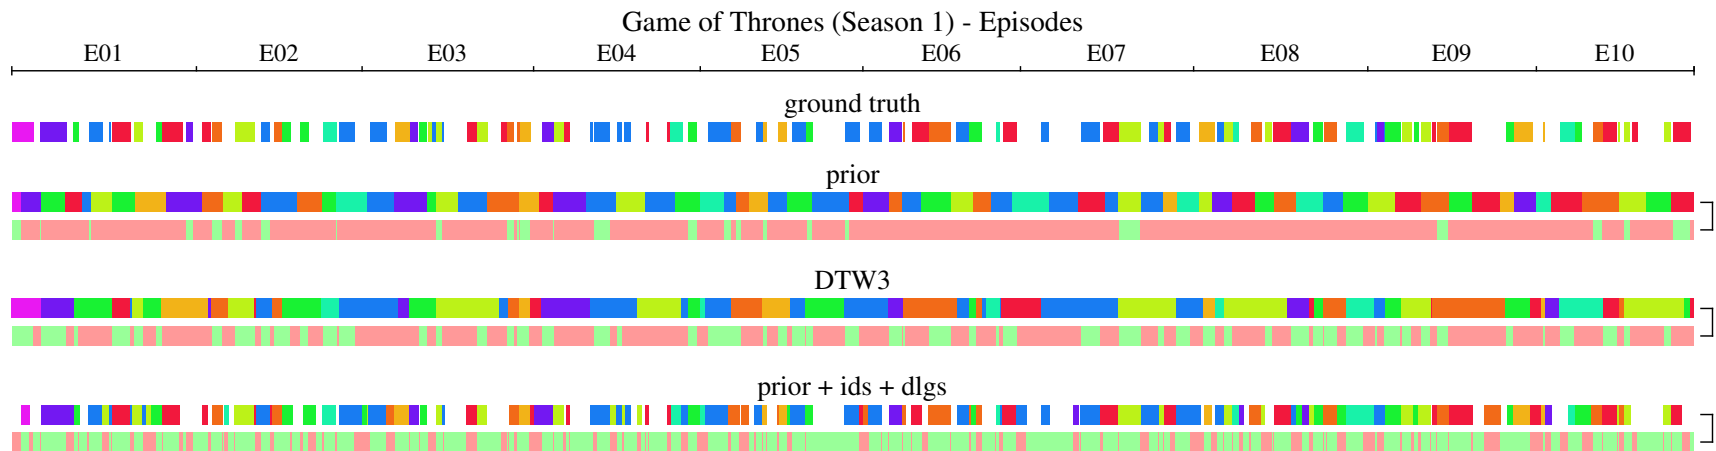 Game of Thrones (Season 1) - Episodes
E01 E02 E03 E04 E05 E06 E07 E08 E09 E10
ground truth
prior
DTW3
prior + ids + dlgs